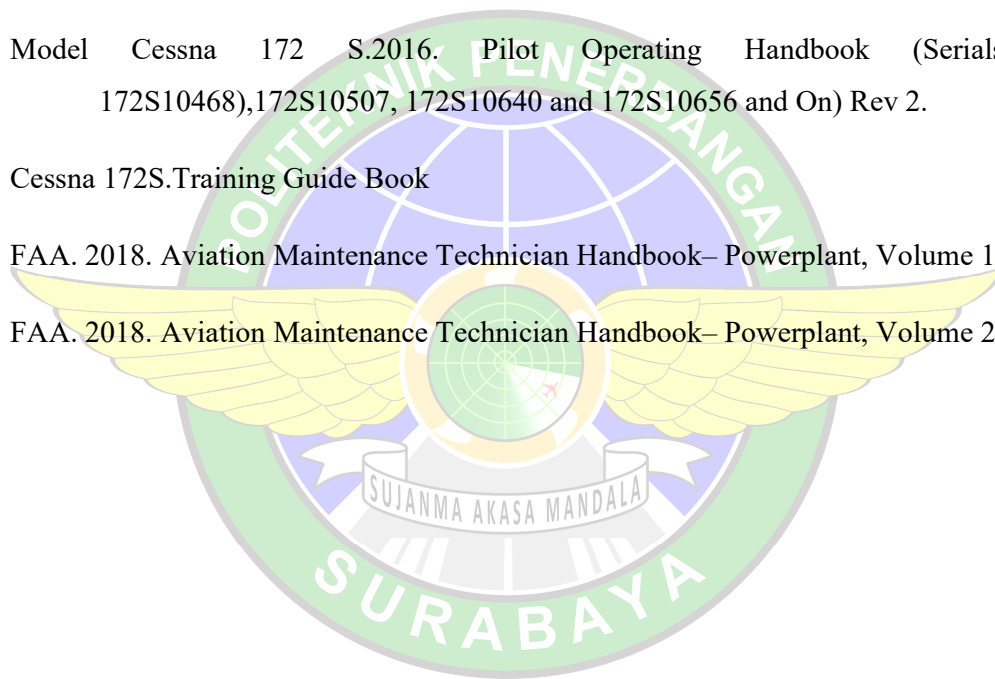 Model Cessna 172 S.2016. Pilot Operating Handbook (Serials
172S10468),172S10507, 172S10640 and 172S10656 and On) Rev 2.
Cessna 172S.Training Guide Book
FAA. 2018. Aviation Maintenance Technician Handbook– Powerplant, Volume 1
FAA. 2018. Aviation Maintenance Technician Handbook– Powerplant, Volume 2
POLITEKNIK PENERBANGAN
SUJANMA AKASA MANDALA
SURABAYA